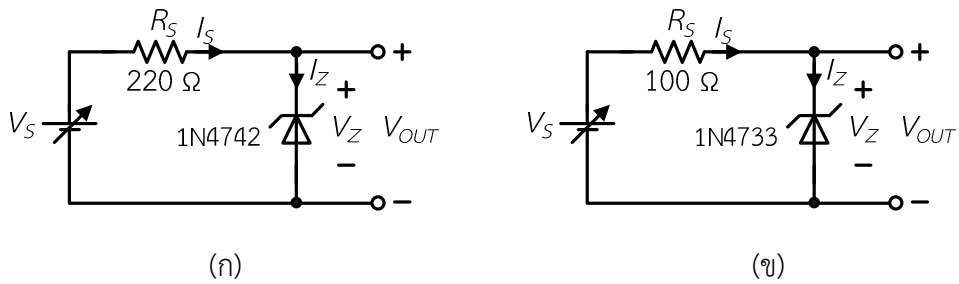 R_S I_S
220 Ω
I_Z
+
+
V_S
1N4742
V_Z
V_OUT
−
−
(ก)
R_S I_S
100 Ω
I_Z
+
+
V_S
1N4733
V_Z
V_OUT
−
−
(ข)